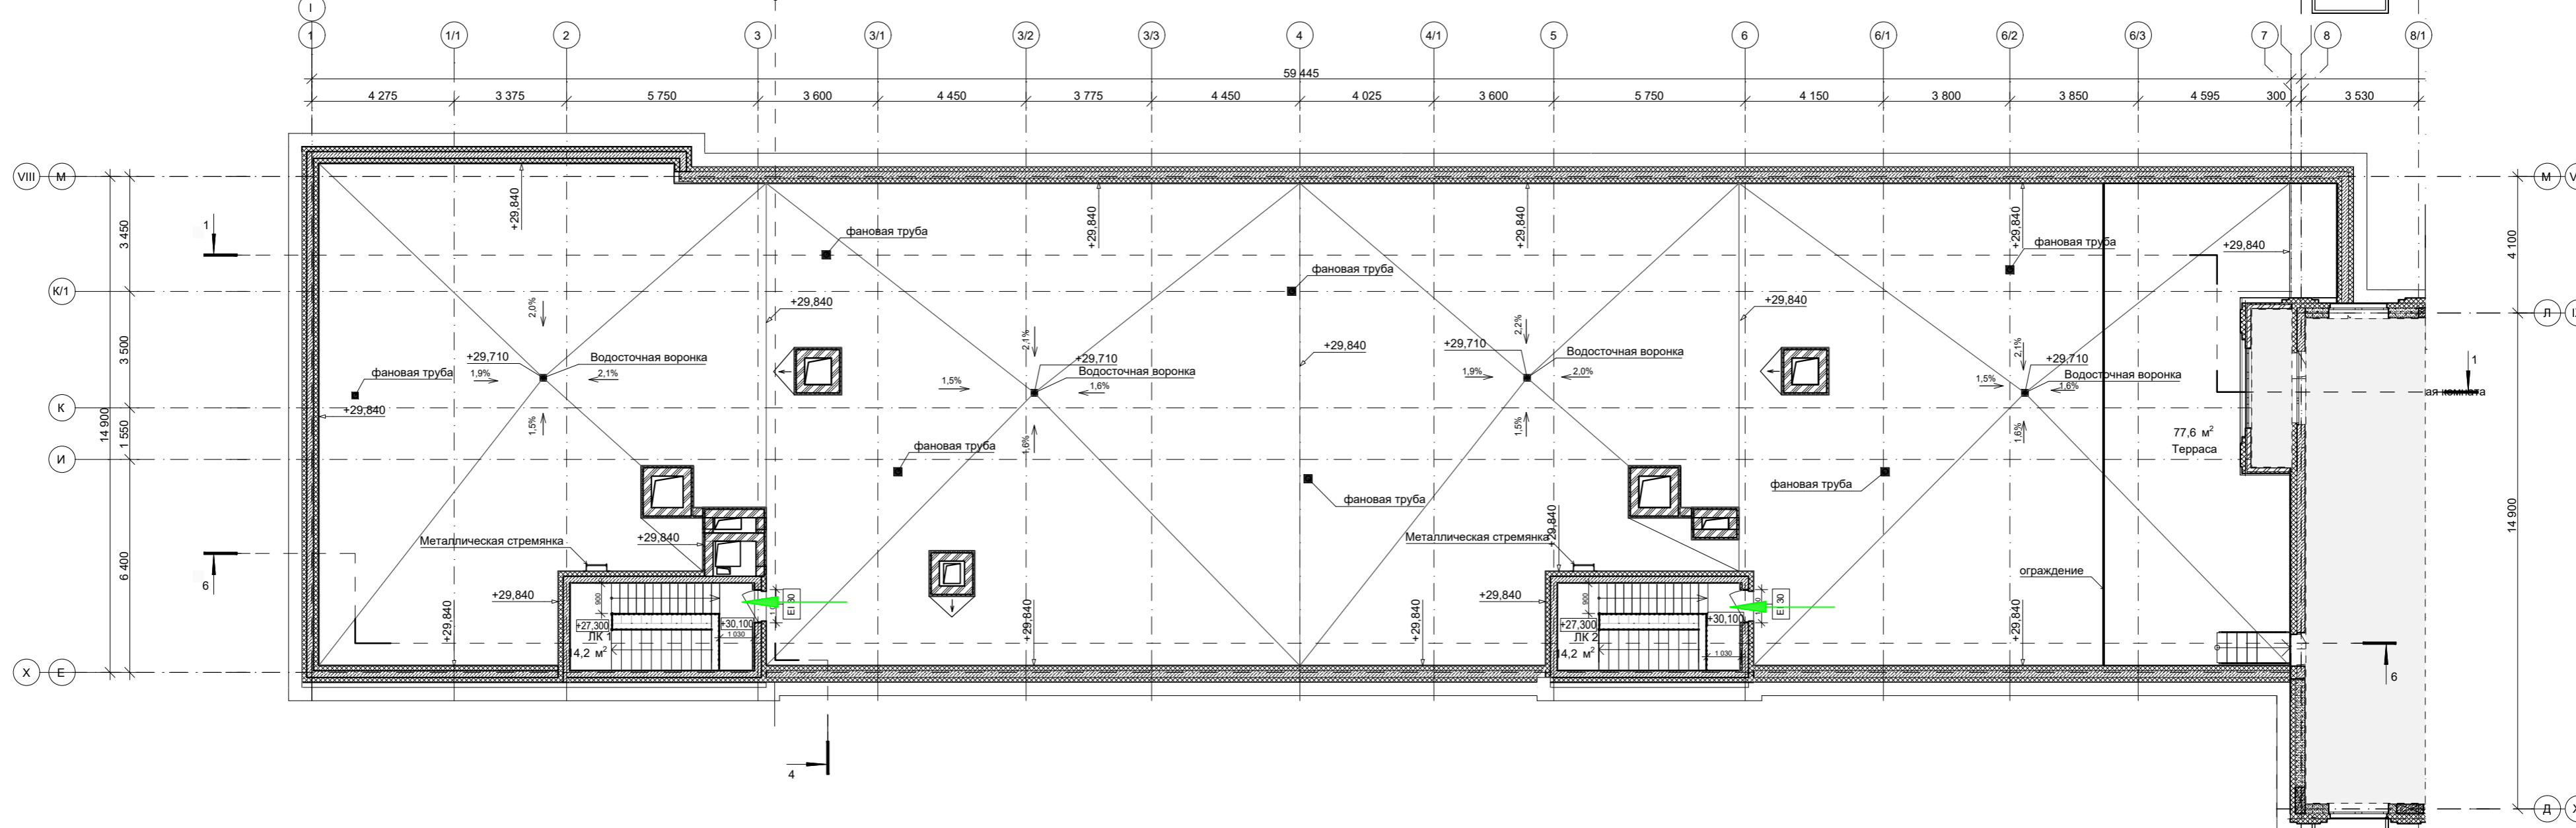 I
1 1/1 2 3 3/1 3/2 3/3 4 4/1 5 6 6/1 6/2 6/3 7 8 8/1
59 445
4 275 3 375 5 750 3 600 4 450 3 775 4 450 4 025 3 600 5 750 4 150 3 800 3 850 4 595 300 3 530
VIII М
М
+29,840 +29,840 +29,840 +29,840
1
фановая труба
фановая труба
+29,840
3 450
4 100
фановая труба
К/1
+29,840
+29,840
2,0%
Л
3 500
2,1%
+29,840
2,2%
2,1%
+29,710
Водосточная воронка
+29,710
+29,710
Водосточная воронка
+29,710
1
фановая труба
1,9%
2,1%
Водосточная воронка
1,5%
1,6%
1,9%
2,0%
Водосточная воронка
1,5%
1,6%
ая комната
К
+29,840
14 900
1 550
1,5%
1,6%
1,5%
1,6%
77,6 м²
Терраса
И
фановая труба
фановая труба
фановая труба
14 900
Металлическая стремянка
+29,840
Металлическая стремянка
+29,840
6 400
6
ограждение
+29,840
900
EI 30
+29,840
900
EI 30
+27,300
+30,100
ЛК 1
1 030
14,2 м²
+27,300
+30,100
ЛК 2
1 030
14,2 м²
+29,840 +29,840 +29,840 +29,840
X Е
6
4
Д